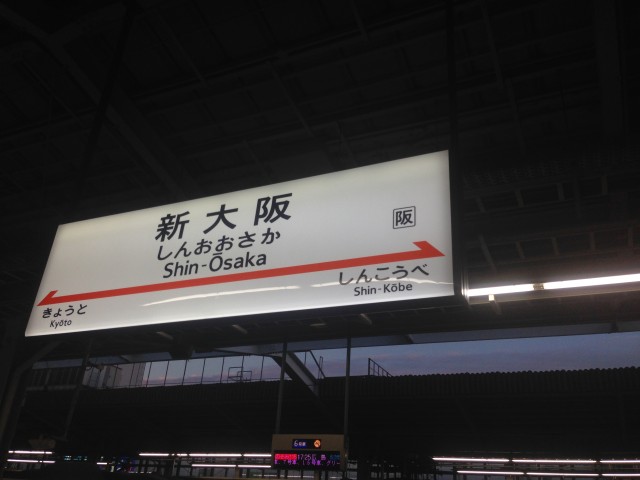 新大阪
しんおおさか
Shin-Ōsaka
阪
きょうと
Kyōto
しんこうべ
Shin-Kōbe